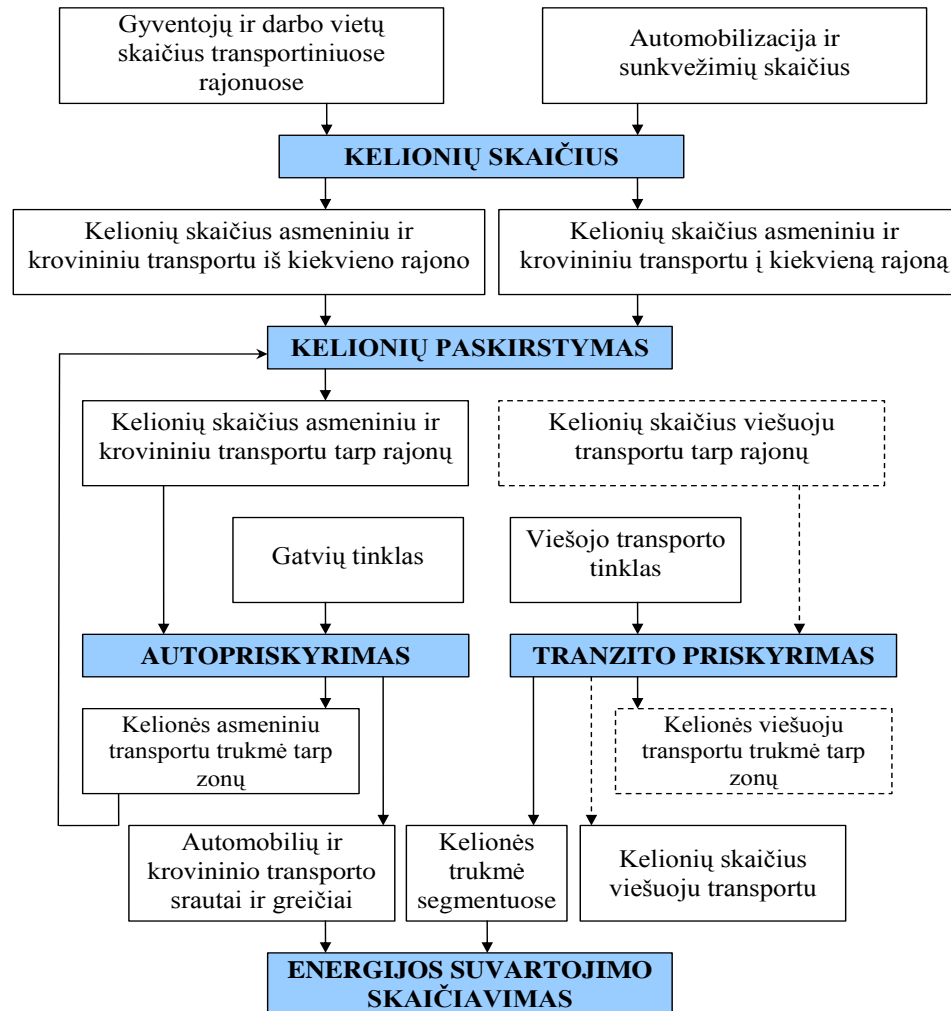 Gyventojų ir darbo vietų
skaičius transportiniuose
rajonuose
Automobilizacija ir
sunkvežimių skaičius
KELIONIŲ SKAIČIUS
Kelionių skaičius asmeniniu ir
krovininiu transportu iš kiekvieno rajono
Kelionių skaičius asmeniniu ir
krovininiu transportu į kiekvieną rajoną
KELIONIŲ PASKIRSTYMAS
Kelionių skaičius asmeniniu ir
krovininiu transportu tarp rajonų
Kelionių skaičius viešuoju
transportu tarp rajonų
Gatvių tinklas
Viešojo transporto
tinklas
AUTOPRISKYRIMAS
TRANZITO PRISKYRIMAS
Kelionės asmeniniu
transportu trukmė tarp
zonų
Kelionės viešuoju
transportu trukmė tarp
zonų
Automobilių ir
krovininio transporto
srautai ir greičiai
Kelionės
trukmė
segmentuose
Kelionių skaičius
viešuoju transportu
ENERGIJOS SUVARTOJIMO
SKAIČIAVIMAS